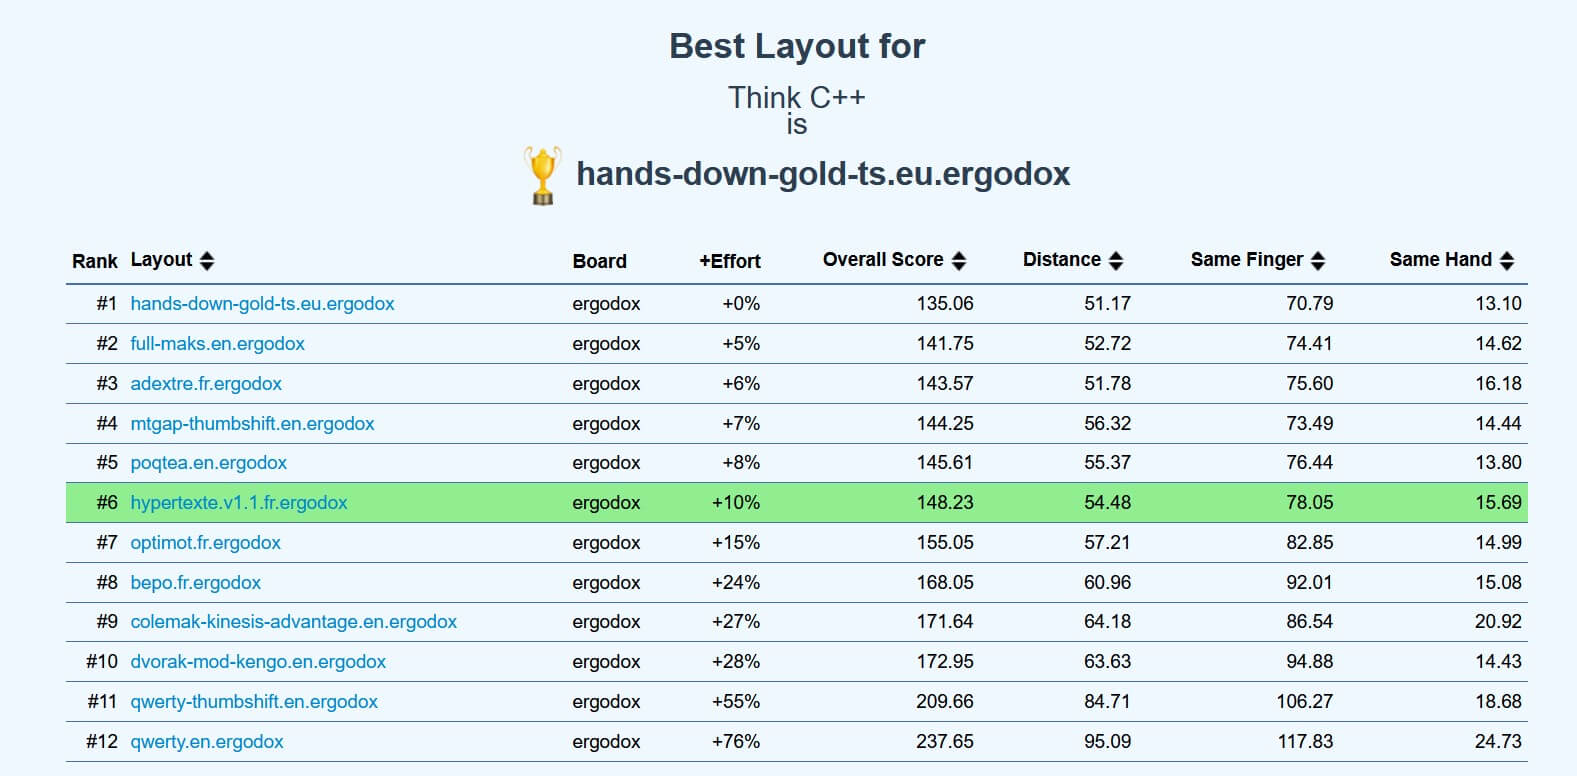 Best Layout for
Think C++
is
hands-down-gold-ts.eu.ergodox
Rank Layout Board +Effort Overall Score Distance Same Finger Same Hand
#1 hands-down-gold-ts.eu.ergodox ergodox +0% 135.06 51.17 70.79 13.10
#2 full-maks.en.ergodox ergodox +5% 141.75 52.72 74.41 14.62
#3 adextre.fr.ergodox ergodox +6% 143.57 51.78 75.60 16.18
#4 mtgap-thumbshift.en.ergodox ergodox +7% 144.25 56.32 73.49 14.44
#5 poqtea.en.ergodox ergodox +8% 145.61 55.37 76.44 13.80
#6 hypertexte.v1.1.fr.ergodox ergodox +10% 148.23 54.48 78.05 15.69
#7 optimot.fr.ergodox ergodox +15% 155.05 57.21 82.85 14.99
#8 bepo.fr.ergodox ergodox +24% 168.05 60.96 92.01 15.08
#9 colemak-kinesis-advantage.en.ergodox ergodox +27% 171.64 64.18 86.54 20.92
#10 dvorak-mod-kengo.en.ergodox ergodox +28% 172.95 63.63 94.88 14.43
#11 qwerty-thumbshift.en.ergodox ergodox +55% 209.66 84.71 106.27 18.68
#12 qwerty.en.ergodox ergodox +76% 237.65 95.09 117.83 24.73